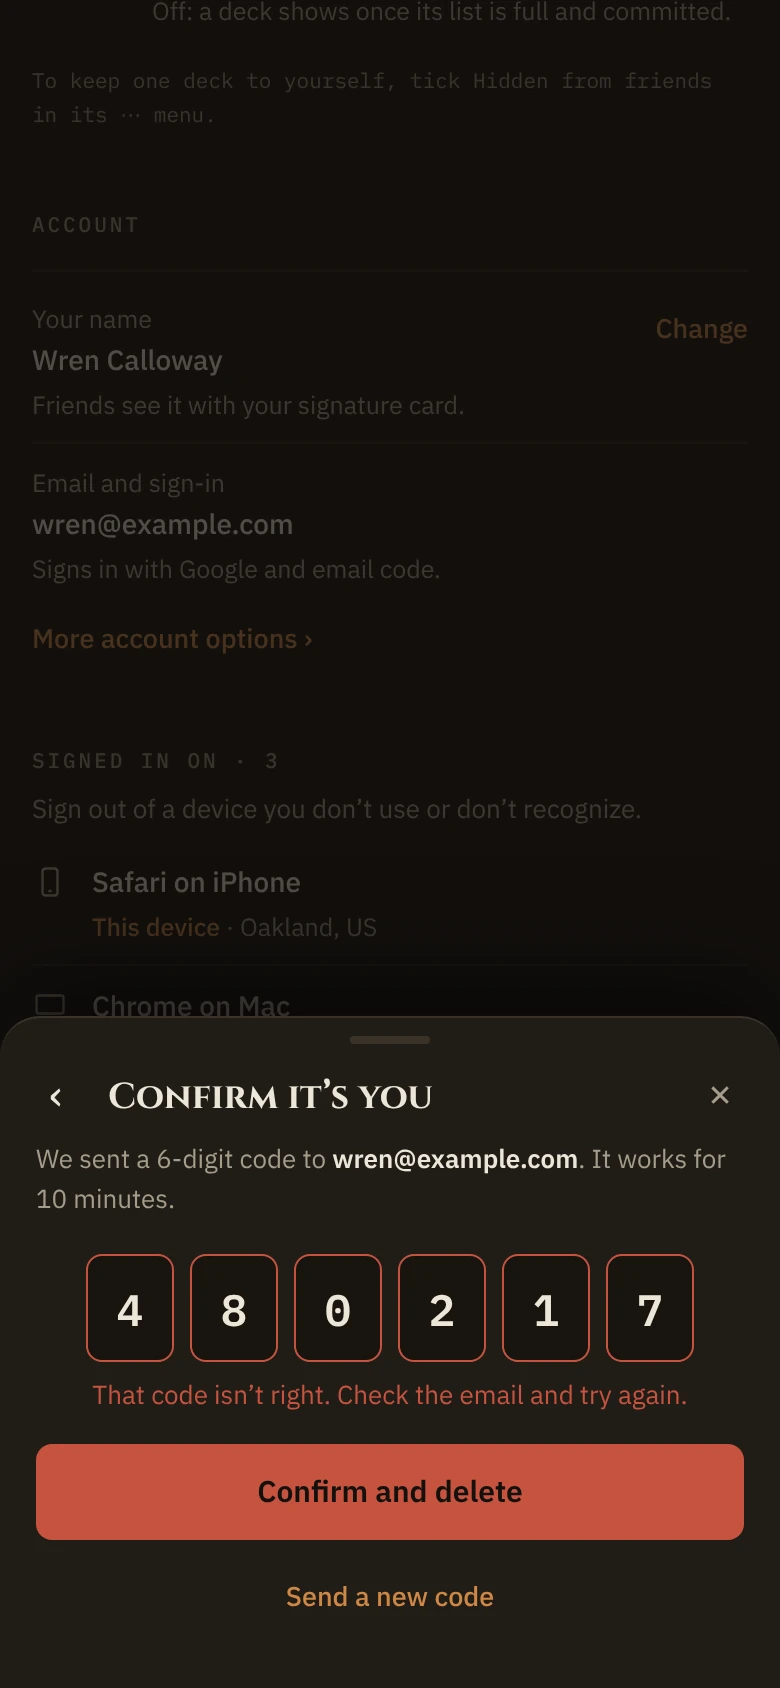 Off: a deck shows once its list is full and committed.
To keep one deck to yourself, tick Hidden from friends
in its ··· menu.
ACCOUNT
Your name
Change
Wren Calloway
Friends see it with your signature card.
Email and sign-in
wren@example.com
Signs in with Google and email code.
More account options ›
SIGNED IN ON · 3
Sign out of a device you don’t use or don’t recognize.
Safari on iPhone
This device · Oakland, US
Chrome on Mac
‹ Confirm it’s you ✕
We sent a 6-digit code to wren@example.com. It works for
10 minutes.
4 8 0 2 1 7
That code isn’t right. Check the email and try again.
Confirm and delete
Send a new code